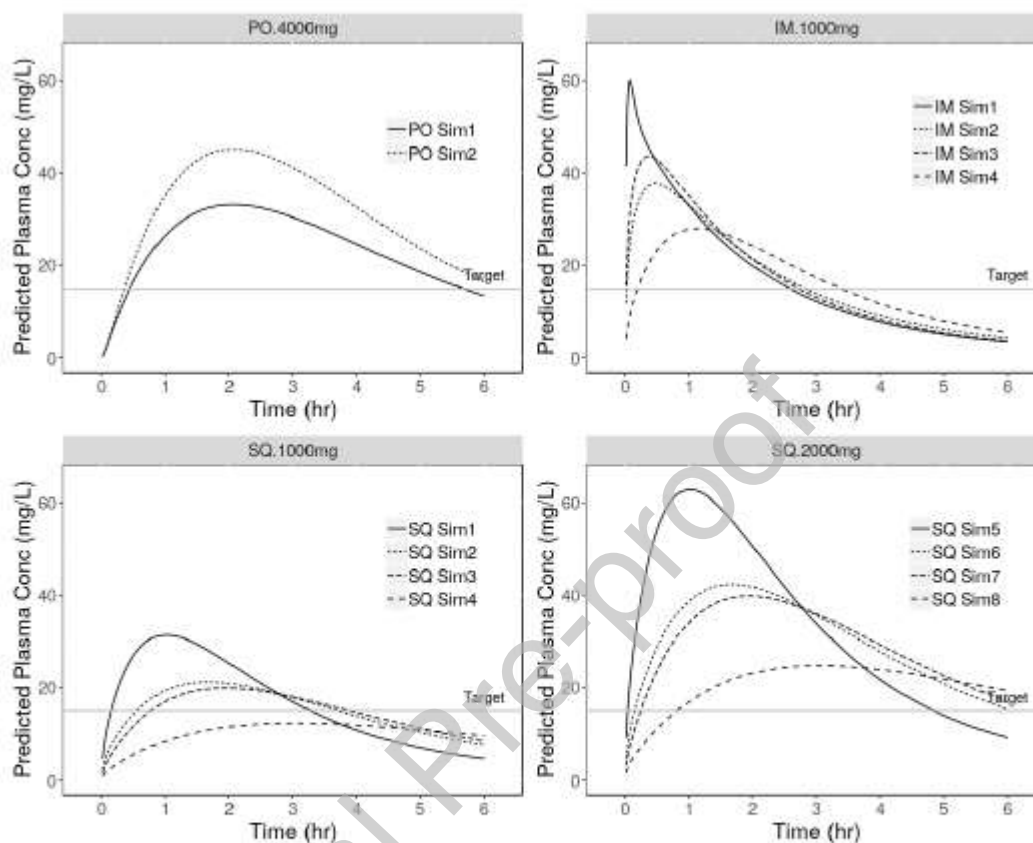 PO.4000mg
Predicted Plasma Conc (mg/L)
60
40
20
0
PO Sim1
PO Sim2
Target
0 1 2 3 4 5 6
Time (hr)
IM.1000mg
Predicted Plasma Conc (mg/L)
60
40
20
0
IM Sim1
IM Sim2
IM Sim3
IM Sim4
Target
0 1 2 3 4 5 6
Time (hr)
SQ.1000mg
Predicted Plasma Conc (mg/L)
60
40
20
0
SQ Sim1
SQ Sim2
SQ Sim3
SQ Sim4
Target
0 1 2 3 4 5 6
Time (hr)
SQ.2000mg
Predicted Plasma Conc (mg/L)
60
40
20
0
SQ Sim5
SQ Sim6
SQ Sim7
SQ Sim8
Target
0 1 2 3 4 5 6
Time (hr)
Pre-proof